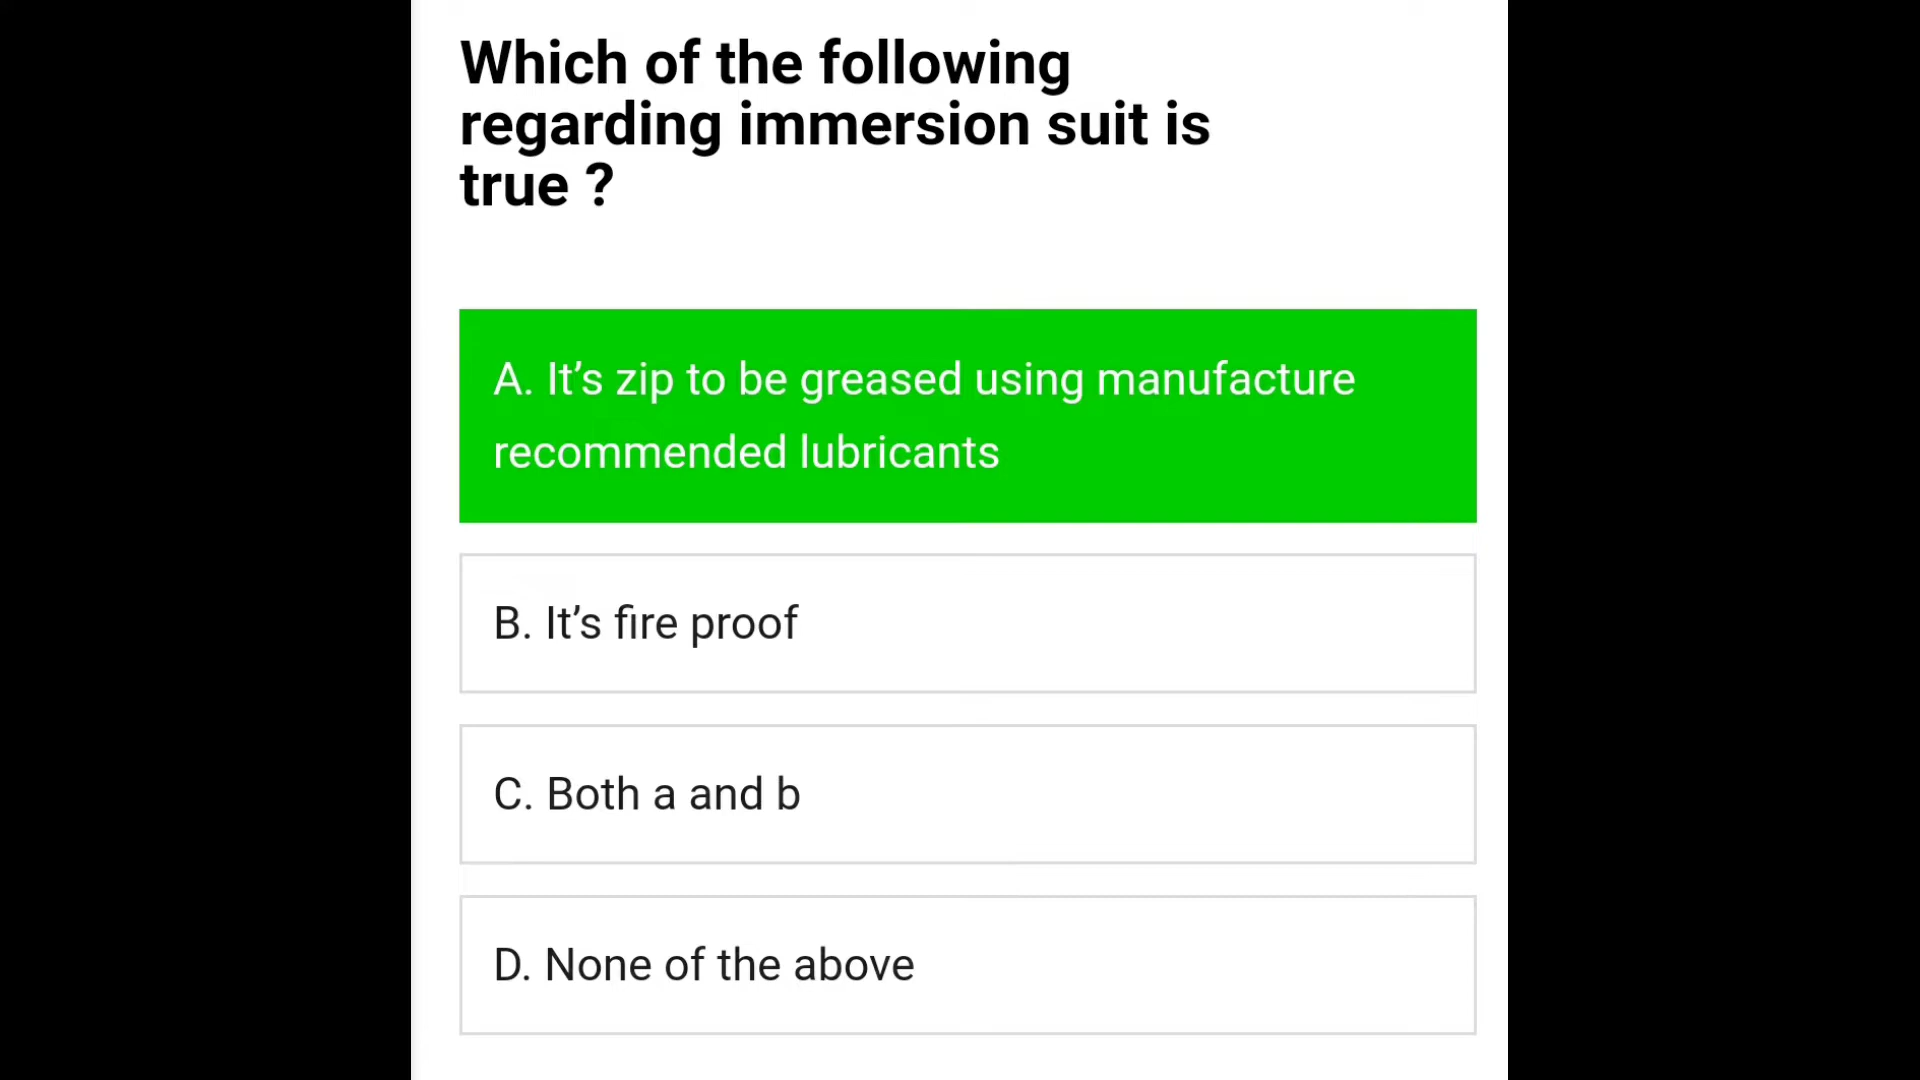 Which of the following
regarding immersion suit is
true ?
A. It’s zip to be greased using manufacture
recommended lubricants
B. It’s fire proof
C. Both a and b
D. None of the above